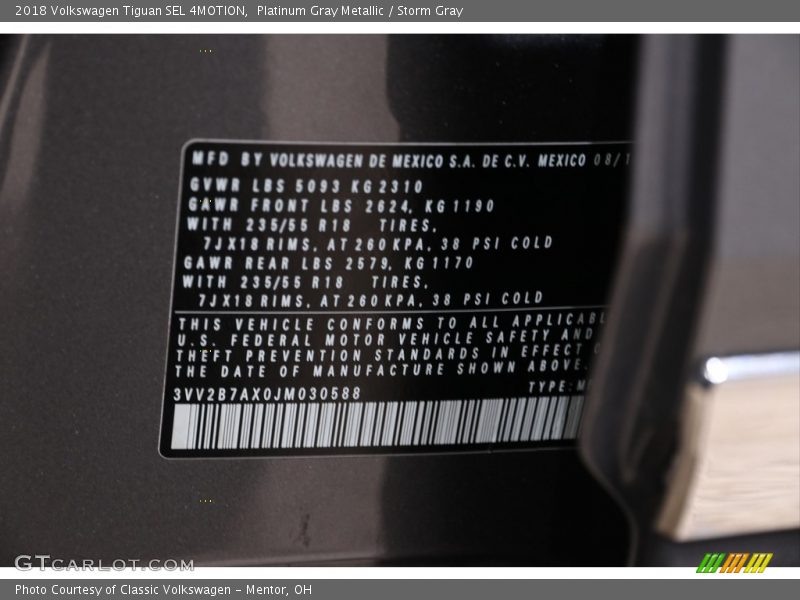 2018 Volkswagen Tiguan SEL 4MOTION, Platinum Gray Metallic / Storm Gray
MFD BY VOLKSWAGEN DE MEXICO S.A. DE C.V. MEXICO 08/1
GVWR LBS 5093 KG 2310
GAWR FRONT LBS 2624, KG 1190
WITH 235/55 R18 TIRES,
7JX18 RIMS, AT 260 KPA, 38 PSI COLD
GAWR REAR LBS 2579, KG 1170
WITH 235/55 R18 TIRES,
7JX18 RIMS, AT 260 KPA, 38 PSI COLD
THIS VEHICLE CONFORMS TO ALL APPLICABL
U.S. FEDERAL MOTOR VEHICLE SAFETY AND
THEFT PREVENTION STANDARDS IN EFFECT
THE DATE OF MANUFACTURE SHOWN ABOVE.
3VV2B7AX0JM030588 TYPE:M
GTCARLOT.COM
Photo Courtesy of Classic Volkswagen - Mentor, OH